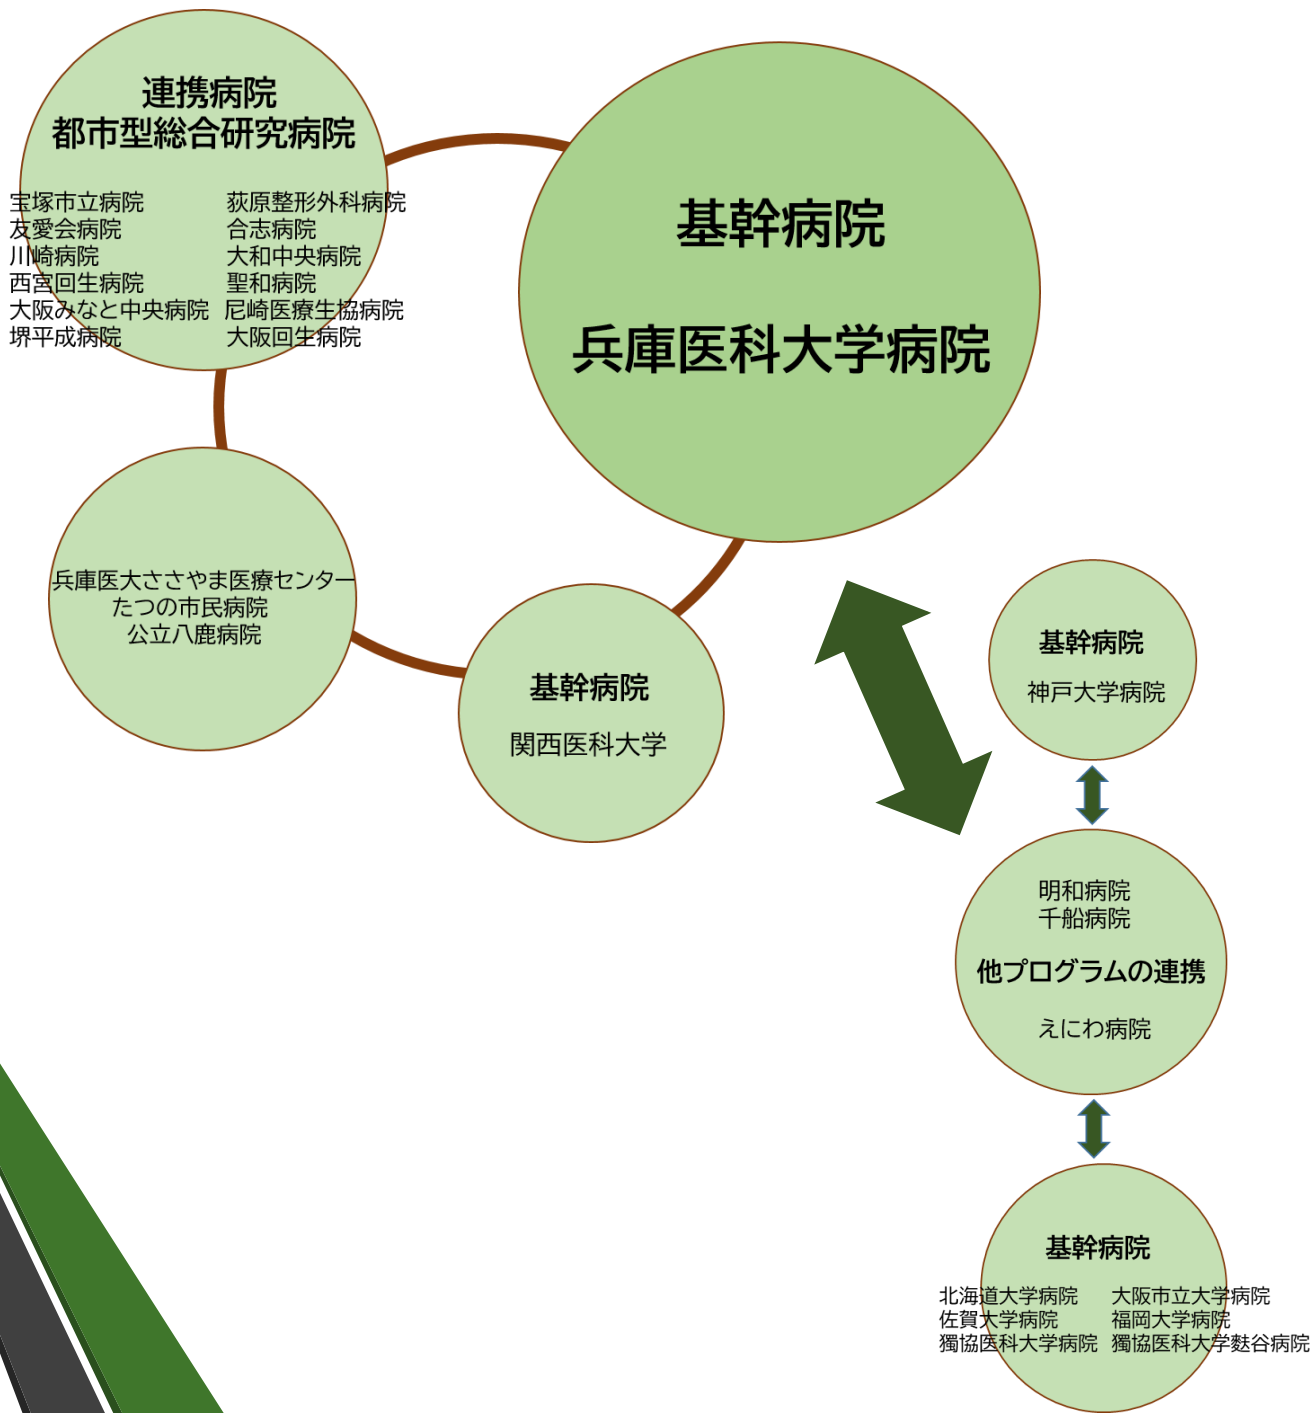 連携病院
都市型総合研究病院
宝塚市立病院 荻原整形外科病院
友愛会病院 合志病院
川崎病院 大和中央病院
西宮回生病院 聖和病院
大阪みなと中央病院 尼崎医療生協病院
堺平成病院 大阪回生病院
基幹病院
兵庫医科大学病院
兵庫医大ささやま医療センター
たつの市民病院
公立八鹿病院
基幹病院
関西医科大学
基幹病院
神戸大学病院
明和病院
千船病院
他プログラムの連携
えにわ病院
基幹病院
北海道大学病院 大阪市立大学病院
佐賀大学病院 福岡大学病院
獨協医科大学病院 獨協医科大学麩谷病院